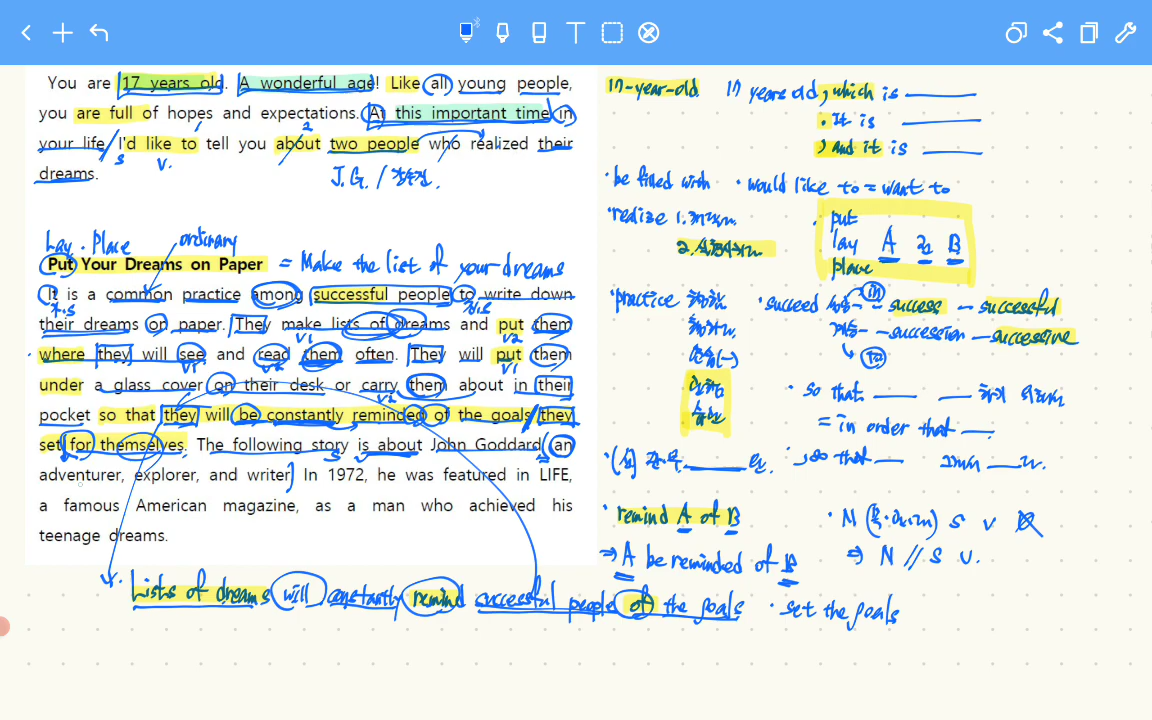 You are 17 years old. A wonderful age! Like all young people,
you are full of hopes and expectations. At this important time in
your life, I'd like to tell you about two people who realized their
dreams.
J.G. /
Lay. Place ordinary
Put Your Dreams on Paper = Make the list of your dreams
It is a common practice among successful people to write down
their dreams on paper. They make lists of dreams and put them
where they will see and read them often. They will put them
under a glass cover on their desk or carry them about in their
pocket so that they will be constantly reminded of the goals they
set for themselves. The following story is about John Goddard, an
adventurer, explorer, and writer. In 1972, he was featured in LIFE,
a famous American magazine, as a man who achieved his
teenage dreams.
Lists of dreams will constantly remind successful people of the goals
17-year-old 17 years old, which is
. It is
, and it is
· be filled with · would like to = want to
· realize 1.
2.
· put
lay A B
place
· practice
· succeed in success - successful
- succession - successive
to
· so that
= in order that
, so that
· remind A of B
⇒ A be reminded of B
· N S V
⇒ N // S V.
· set the goals